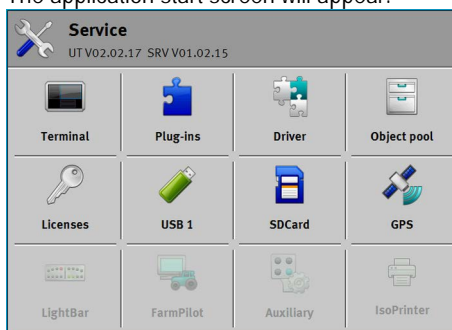 The application start screen will appear:
Service
UT V02.02.17 SRV V01.02.15
Terminal Plug-ins Driver Object pool
Licenses USB 1 SDCard GPS
LightBar FarmPilot Auxiliary IsoPrinter